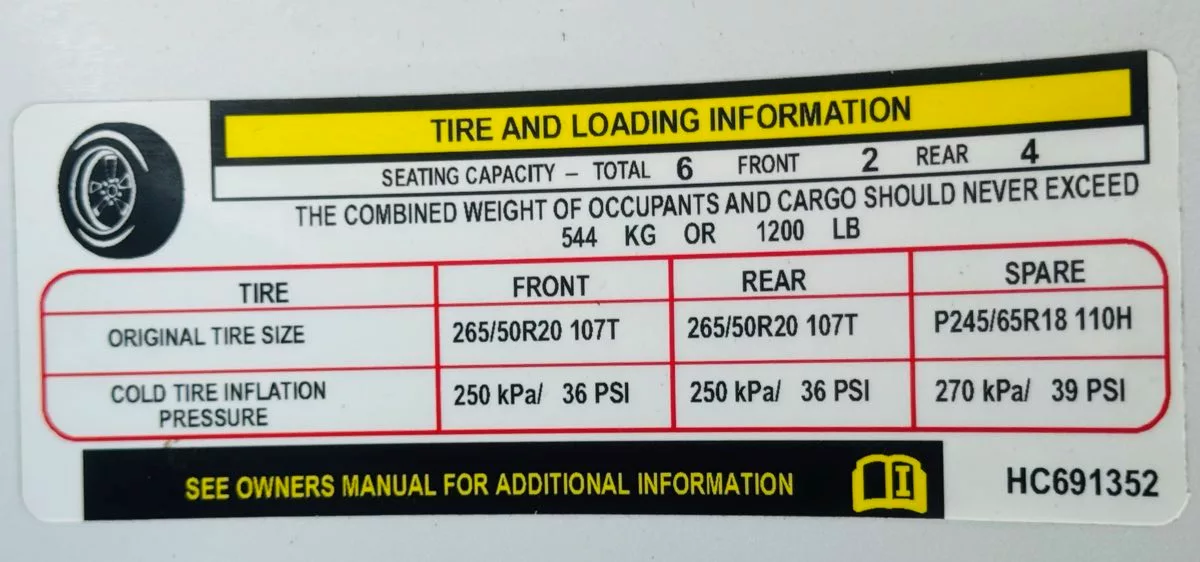 TIRE AND LOADING INFORMATION
SEATING CAPACITY – TOTAL 6 FRONT 2 REAR 4
THE COMBINED WEIGHT OF OCCUPANTS AND CARGO SHOULD NEVER EXCEED
544 KG OR 1200 LB
TIRE FRONT REAR SPARE
ORIGINAL TIRE SIZE 265/50R20 107T 265/50R20 107T P245/65R18 110H
COLD TIRE INFLATION PRESSURE 250 kPa/ 36 PSI 250 kPa/ 36 PSI 270 kPa/ 39 PSI
SEE OWNERS MANUAL FOR ADDITIONAL INFORMATION
HC691352